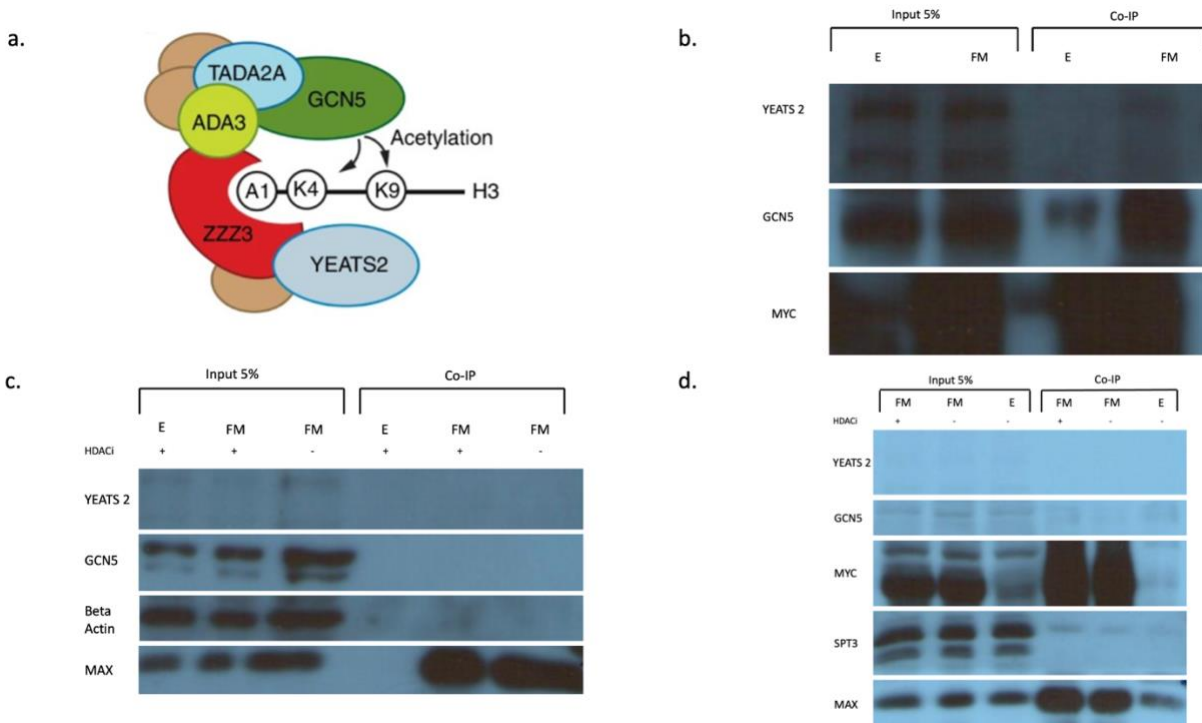 a.
TADA2A
GCN5
ADA3
Acetylation
A1 K4 K9 H3
ZZZ3
YEATS2
b.
Input 5% Co-IP
E FM E FM
YEATS 2
GCN5
MYC
c.
Input 5% Co-IP
E FM FM E FM FM
HDACi + + - + + -
YEATS 2
GCN5
Beta
Actin
MAX
d.
Input 5% Co-IP
FM FM E FM FM E
HDACi + - - + - -
YEATS 2
GCN5
MYC
SPT3
MAX